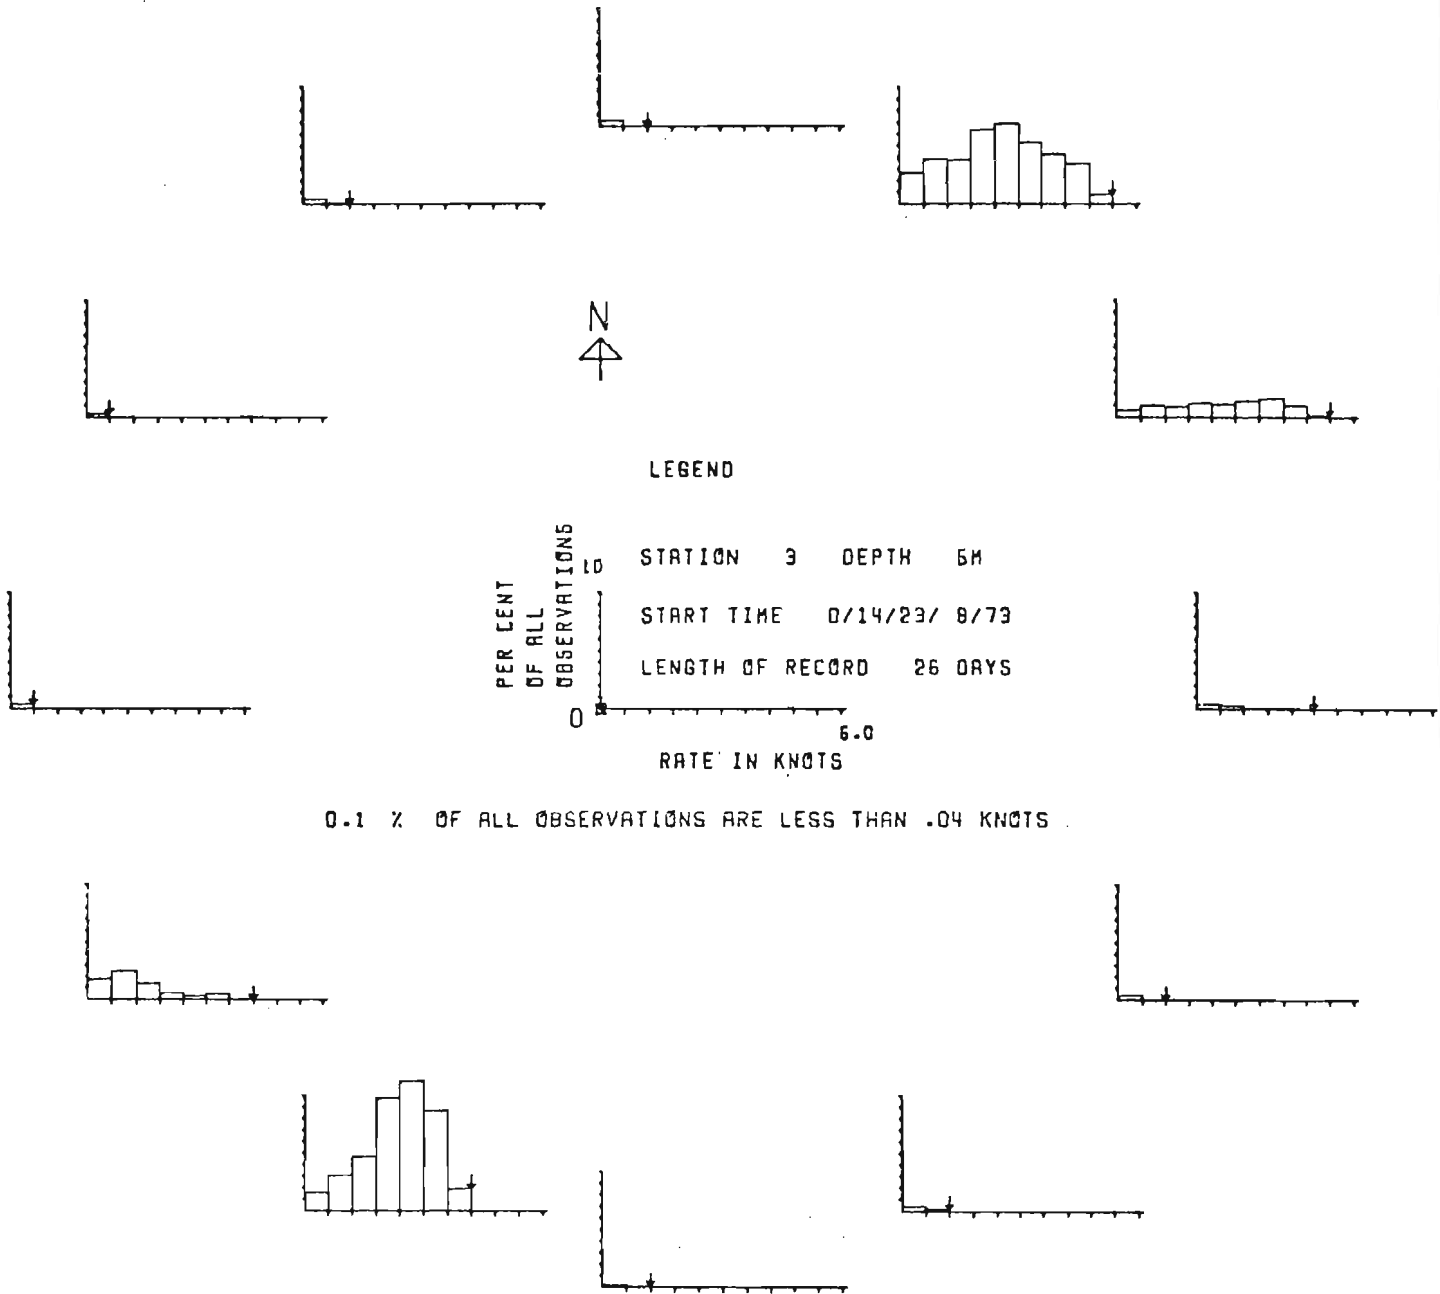 N
LEGEND
PER CENT
OF ALL
OBSERVATIONS
10
STATION 3 DEPTH 5M
START TIME 0/14/23/ 8/73
LENGTH OF RECORD 26 DAYS
0
6.0
RATE IN KNOTS
0.1 % OF ALL OBSERVATIONS ARE LESS THAN .04 KNOTS